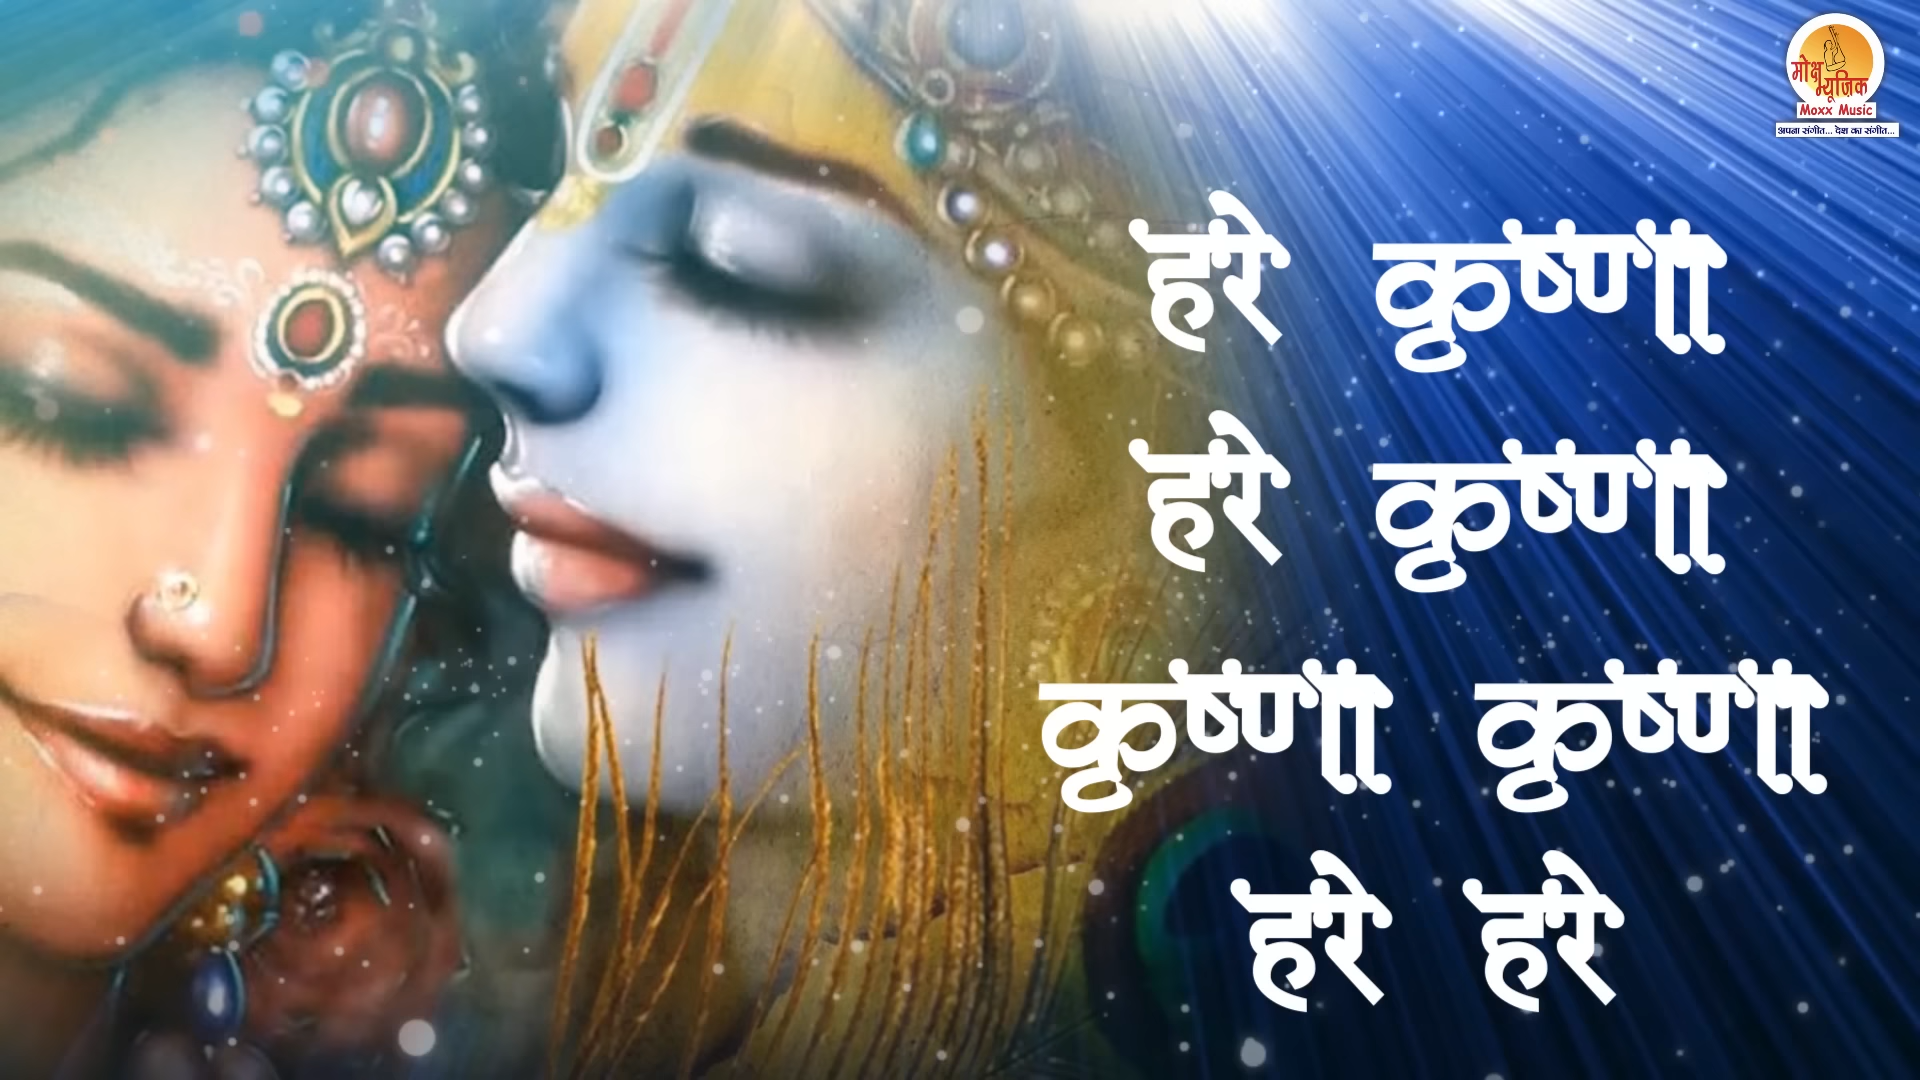 मोक्ष
म्यूज़िक
Moxx Music
अपना संगीत... देश का संगीत...
हरे कृष्णा
हरे कृष्णा
कृष्णा कृष्णा
हरे हरे